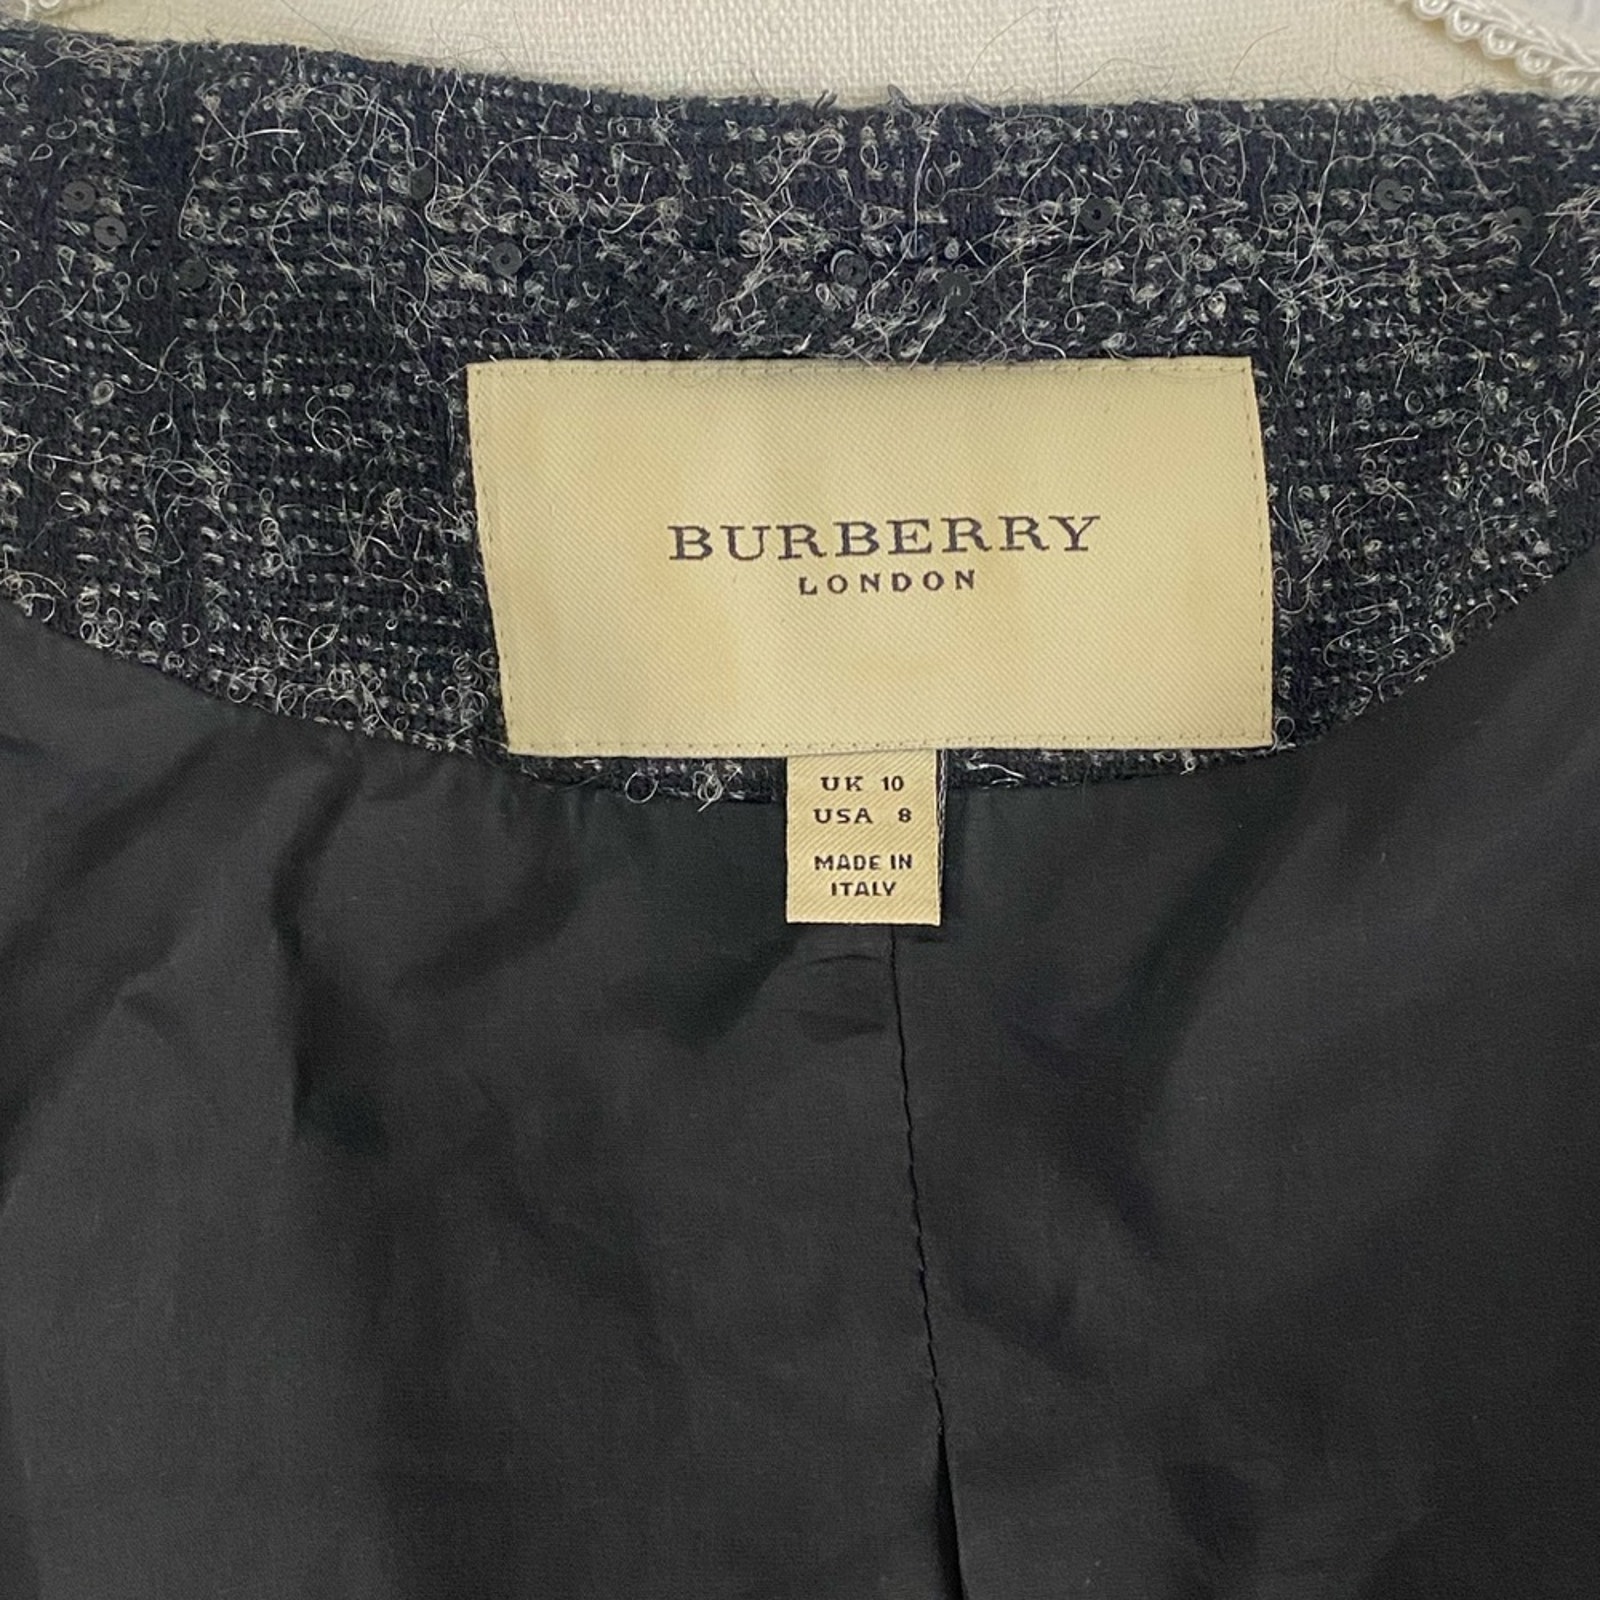 BURBERRY
LONDON
UK 10
USA 8
MADE IN
ITALY